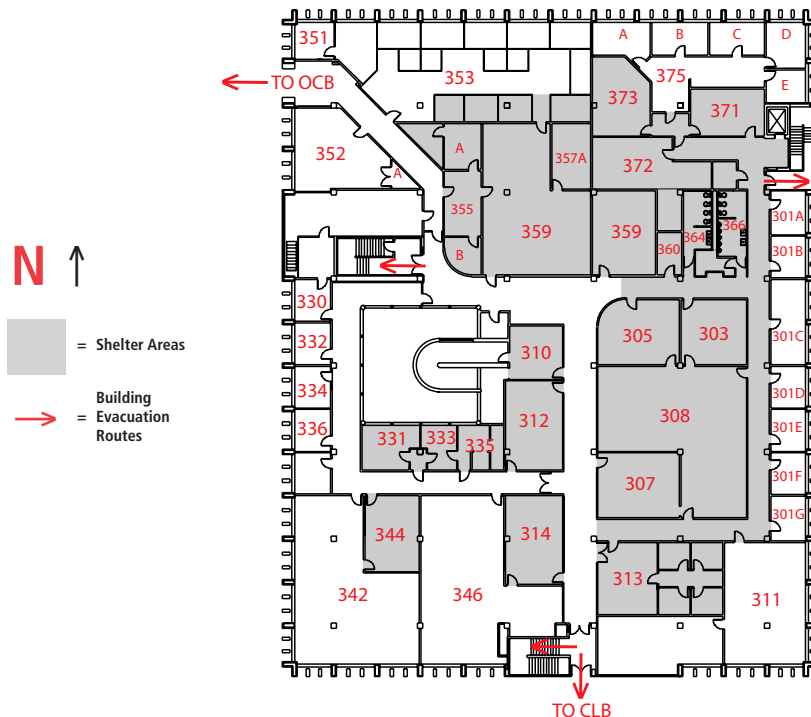 351
A
B
C
D
TO OCB
353
375
E
373
371
352
A
357A
372
A
355
359
359
364
366
301A
360
301B
B
N
330
305
303
301C
332
310
= Shelter Areas
334
301D
312
308
301E
Building
= Evacuation
Routes
336
331
333
335
301F
307
301G
344
314
313
342
346
311
TO CLB